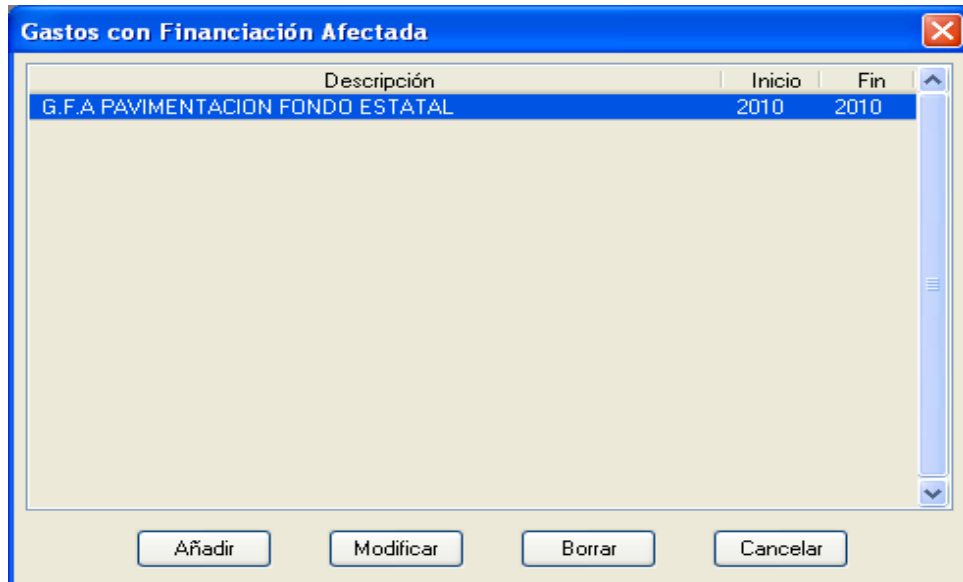 Gastos con Financiación Afectada
Descripción Inicio Fin
G.F.A PAVIMENTACION FONDO ESTATAL 2010 2010
Añadir Modificar Borrar Cancelar